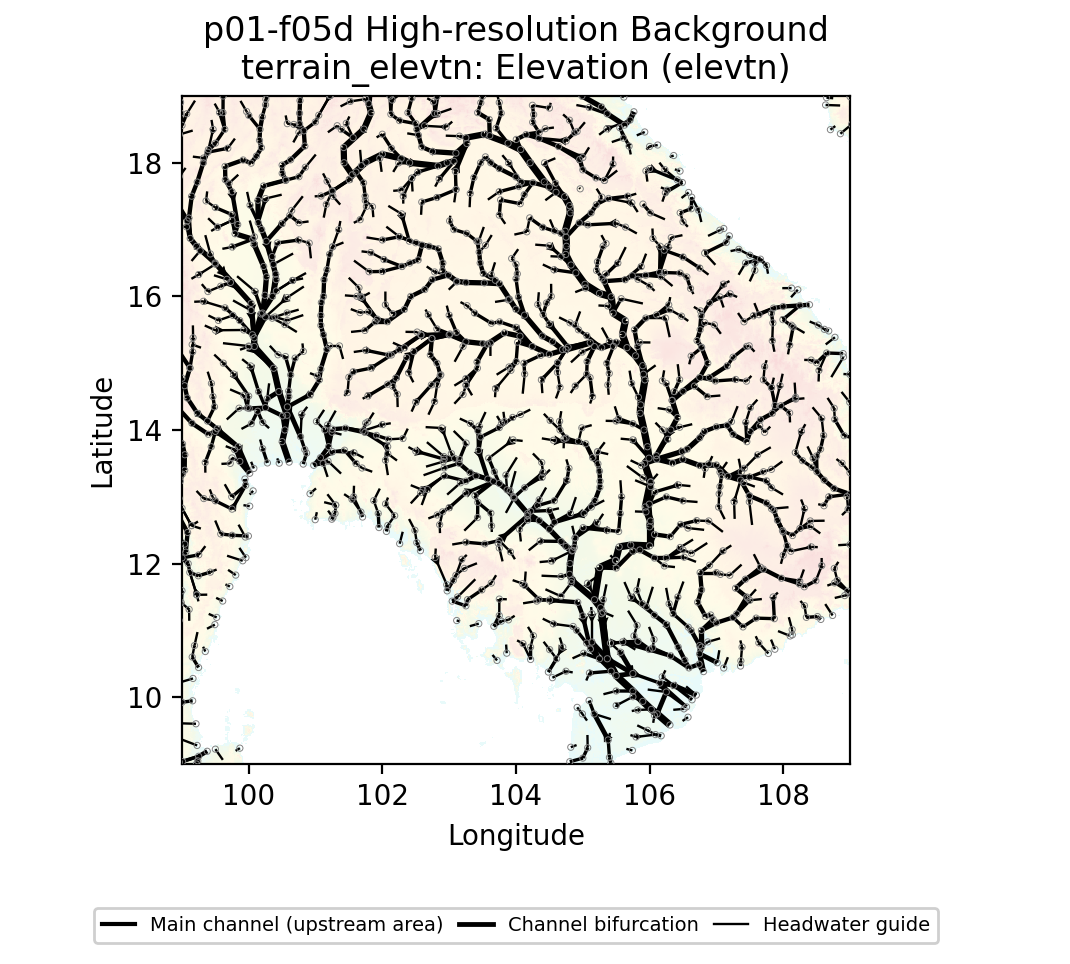 p01-f05d High-resolution Background
terrain_elevtn: Elevation (elevtn)
Latitude
18
16
14
12
10
100 102 104 106 108
Longitude
Main channel (upstream area) Channel bifurcation Headwater guide